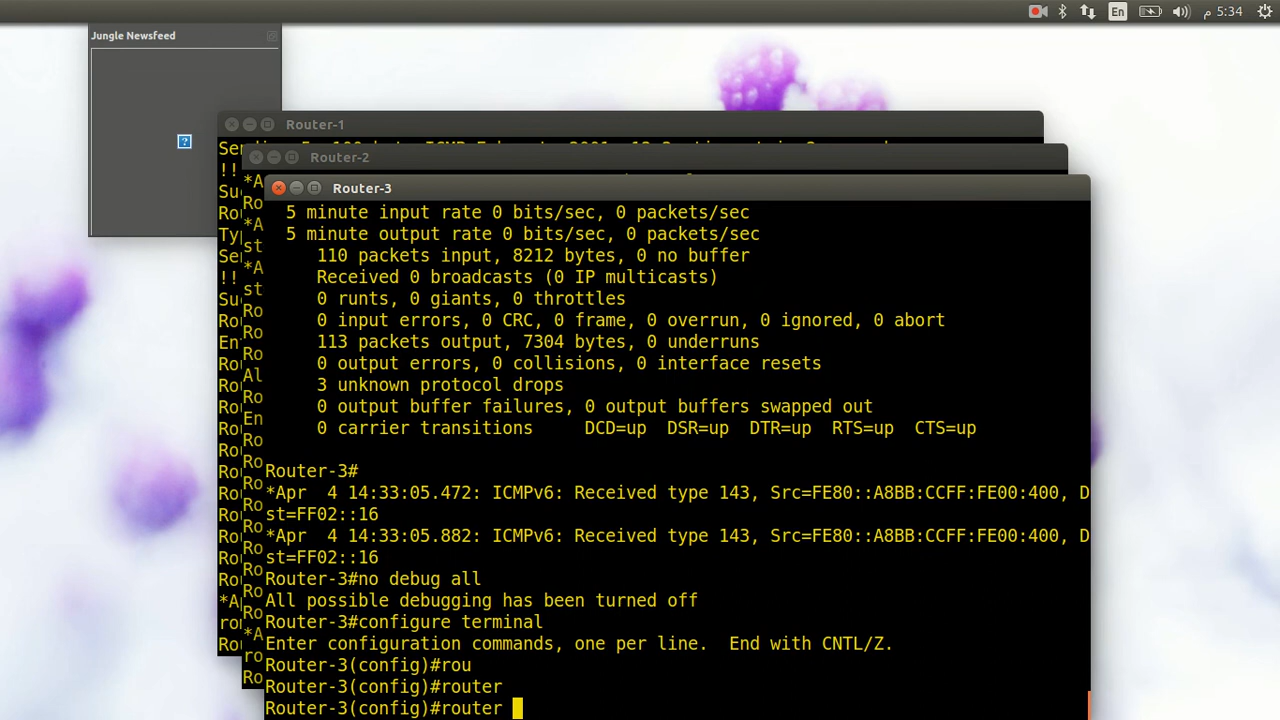 En
5:34 م
Jungle Newsfeed
Router-1
Router-2
Router-3
5 minute input rate 0 bits/sec, 0 packets/sec
5 minute output rate 0 bits/sec, 0 packets/sec
110 packets input, 8212 bytes, 0 no buffer
Received 0 broadcasts (0 IP multicasts)
0 runts, 0 giants, 0 throttles
0 input errors, 0 CRC, 0 frame, 0 overrun, 0 ignored, 0 abort
113 packets output, 7304 bytes, 0 underruns
0 output errors, 0 collisions, 0 interface resets
3 unknown protocol drops
0 output buffer failures, 0 output buffers swapped out
0 carrier transitions DCD=up DSR=up DTR=up RTS=up CTS=up
Router-3#
*Apr 4 14:33:05.472: ICMPv6: Received type 143, Src=FE80::A8BB:CCFF:FE00:400, D
st=FF02::16
*Apr 4 14:33:05.882: ICMPv6: Received type 143, Src=FE80::A8BB:CCFF:FE00:400, D
st=FF02::16
Router-3#no debug all
All possible debugging has been turned off
Router-3#configure terminal
Enter configuration commands, one per line. End with CNTL/Z.
Router-3(config)#rou
Router-3(config)#router
Router-3(config)#router